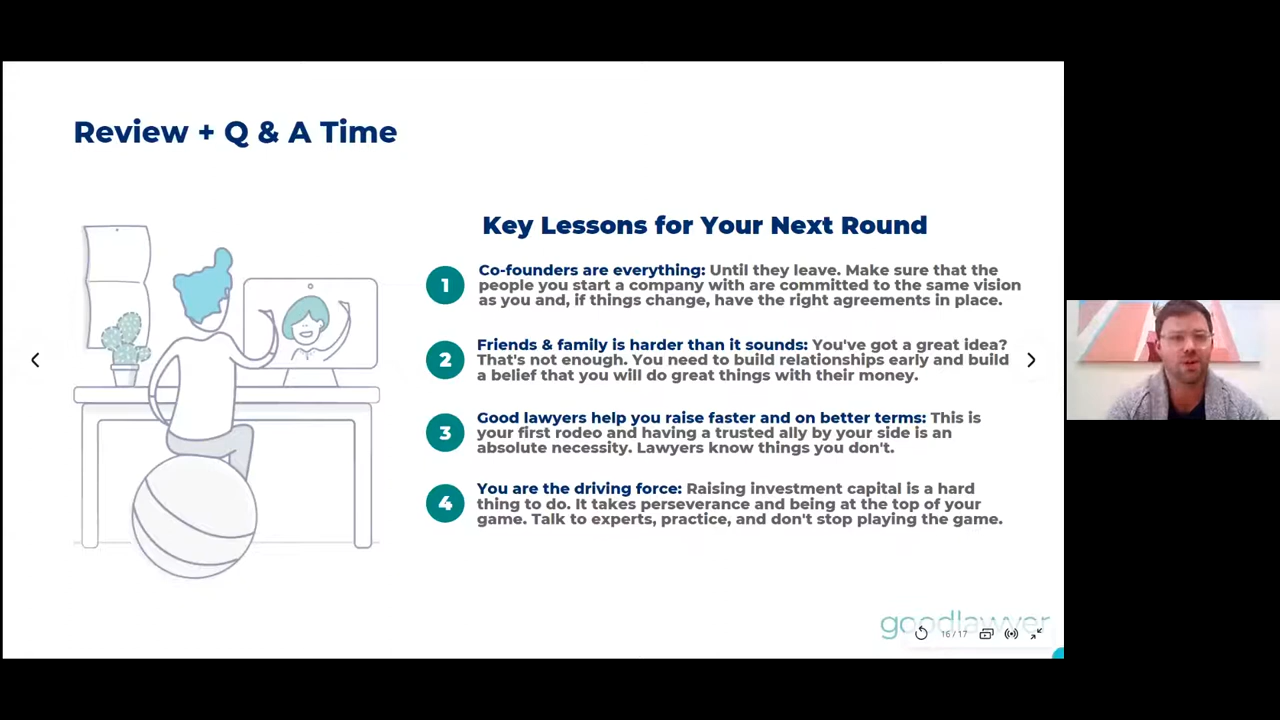 Review + Q & A Time
Key Lessons for Your Next Round
1
Co-founders are everything: Until they leave. Make sure that the
people you start a company with are committed to the same vision
as you and, if things change, have the right agreements in place.
2
Friends & family is harder than it sounds: You've got a great idea?
That's not enough. You need to build relationships early and build
a belief that you will do great things with their money.
3
Good lawyers help you raise faster and on better terms: This is
your first rodeo and having a trusted ally by your side is an
absolute necessity. Lawyers know things you don't.
4
You are the driving force: Raising investment capital is a hard
thing to do. It takes perseverance and being at the top of your
game. Talk to experts, practice, and don't stop playing the game.
goodlawyer
16 / 17